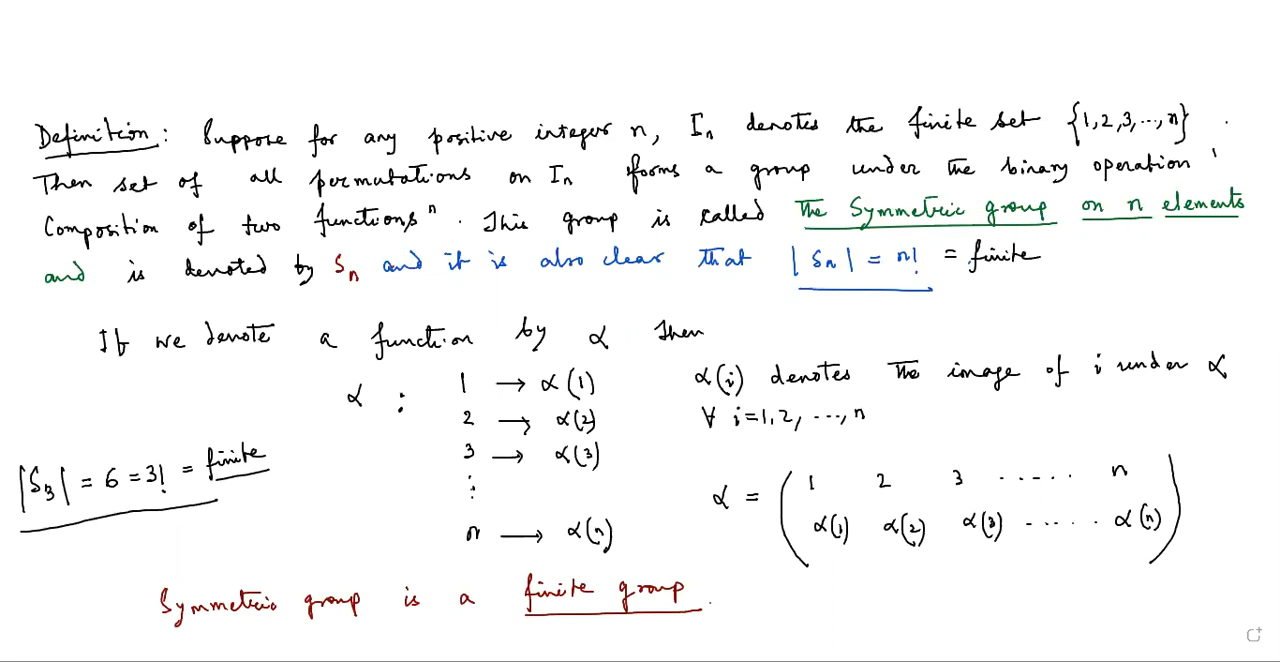 Definition: Suppose for any positive integer n, Iₙ denotes the finite set {1,2,3,...,n}.
Then set of all permutations on Iₙ forms a group under the binary operation '
Composition of two functions". This group is called the Symmetric group on n elements
and is denoted by Sₙ and it is also clear that |Sₙ| = n! = finite
If we denote a function by α then
α : 1 → α(1)
2 → α(2)
3 → α(3)
⋮
n → α(n)
α(i) denotes the image of i under α
∀ i=1,2,...,n
|S₃| = 6 = 3! = finite
α = ( 1 2 3 ...... n
α(1) α(2) α(3) ...... α(n) )
Symmetric group is a finite group.